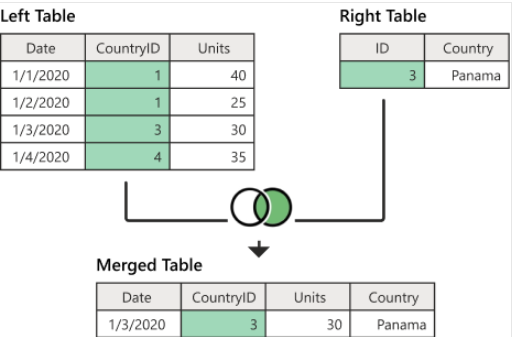 Left Table
Date CountryID Units
1/1/2020 1 40
1/2/2020 1 25
1/3/2020 3 30
1/4/2020 4 35
Right Table
ID Country
3 Panama
Merged Table
Date CountryID Units Country
1/3/2020 3 30 Panama